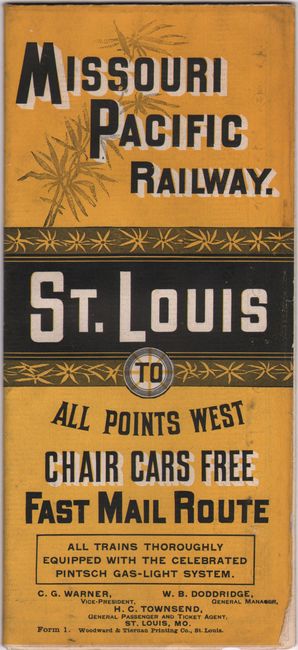 MISSOURI
PACIFIC
RAILWAY.
ST. LOUIS
TO
ALL POINTS WEST
CHAIR CARS FREE
FAST MAIL ROUTE
ALL TRAINS THOROUGHLY
EQUIPPED WITH THE CELEBRATED
PINTSCH GAS-LIGHT SYSTEM.
C. G. WARNER, W. B. DODDRIDGE,
VICE-PRESIDENT, GENERAL MANAGER,
H. C. TOWNSEND,
GENERAL PASSENGER AND TICKET AGENT,
ST. LOUIS, MO.
Form 1. Woodward & Tiernan Printing Co., St. Louis.